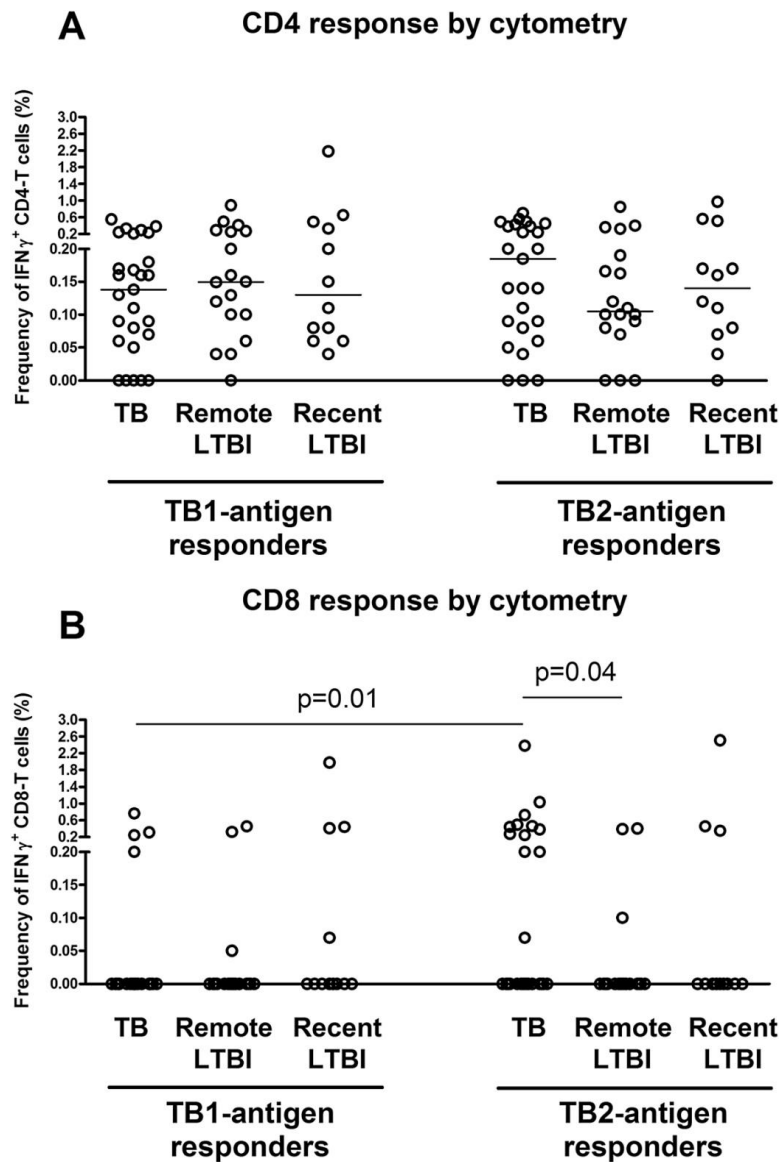 A
CD4 response by cytometry
Frequency of IFNγ⁺ CD4-T cells (%)
3.0
2.6
2.2
1.8
1.4
1.0
0.6
0.2
0.20
0.15
0.10
0.05
0.00
TB Remote LTBI Recent LTBI TB Remote LTBI Recent LTBI
TB1-antigen responders
TB2-antigen responders
B
CD8 response by cytometry
p=0.01
p=0.04
Frequency of IFNγ⁺ CD8-T cells (%)
3.0
2.6
2.2
1.8
1.4
1.0
0.6
0.2
0.20
0.15
0.10
0.05
0.00
TB Remote LTBI Recent LTBI TB Remote LTBI Recent LTBI
TB1-antigen responders
TB2-antigen responders